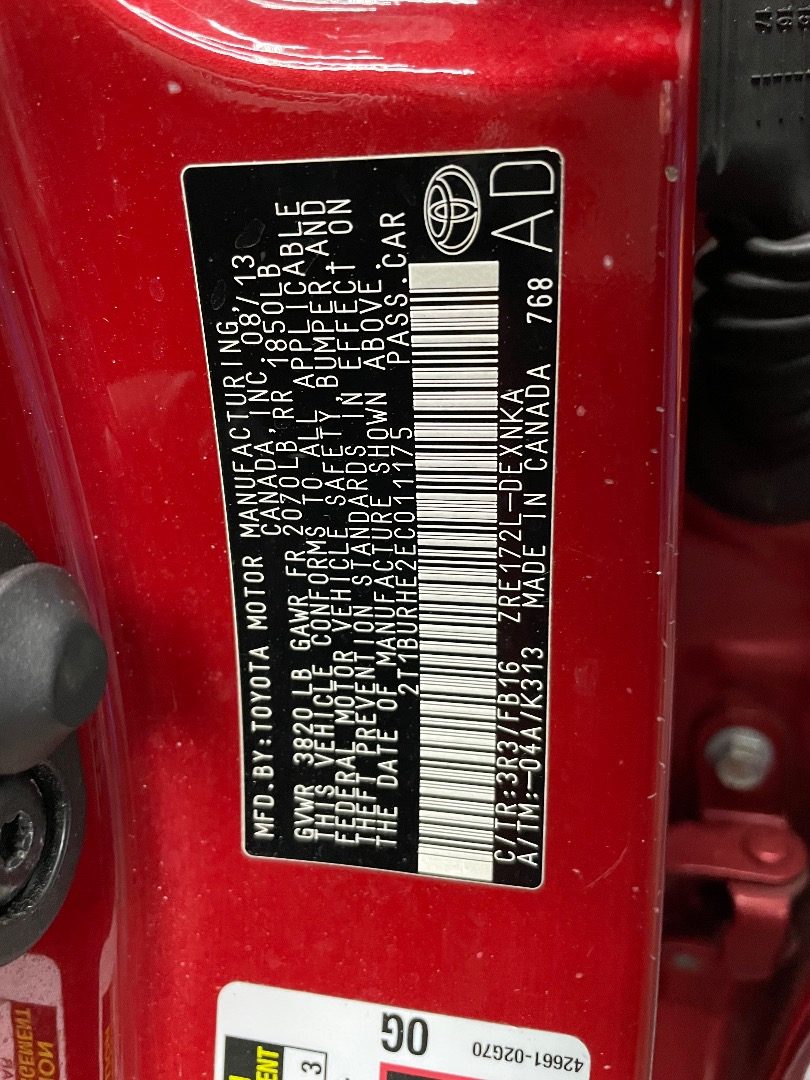 MFD. BY: TOYOTA MOTOR MANUFACTURING,
CANADA, INC. 08/13
GVWR 3820 LB GAWR FR 2070LB RR 1850LB
THIS VEHICLE CONFORMS TO ALL APPLICABLE
FEDERAL MOTOR VEHICLE SAFETY, BUMPER, AND
THEFT PREVENTION STANDARDS IN EFFECT ON
THE DATE OF MANUFACTURE SHOWN ABOVE.
2T1BURHE2EC011175 PASS. CAR
C/TR: 3R3/FB16 ZRE172L-DEXNKA
A/TM: -04A/K313 MADE IN CANADA 768
AD
0G
42661-02G70
3